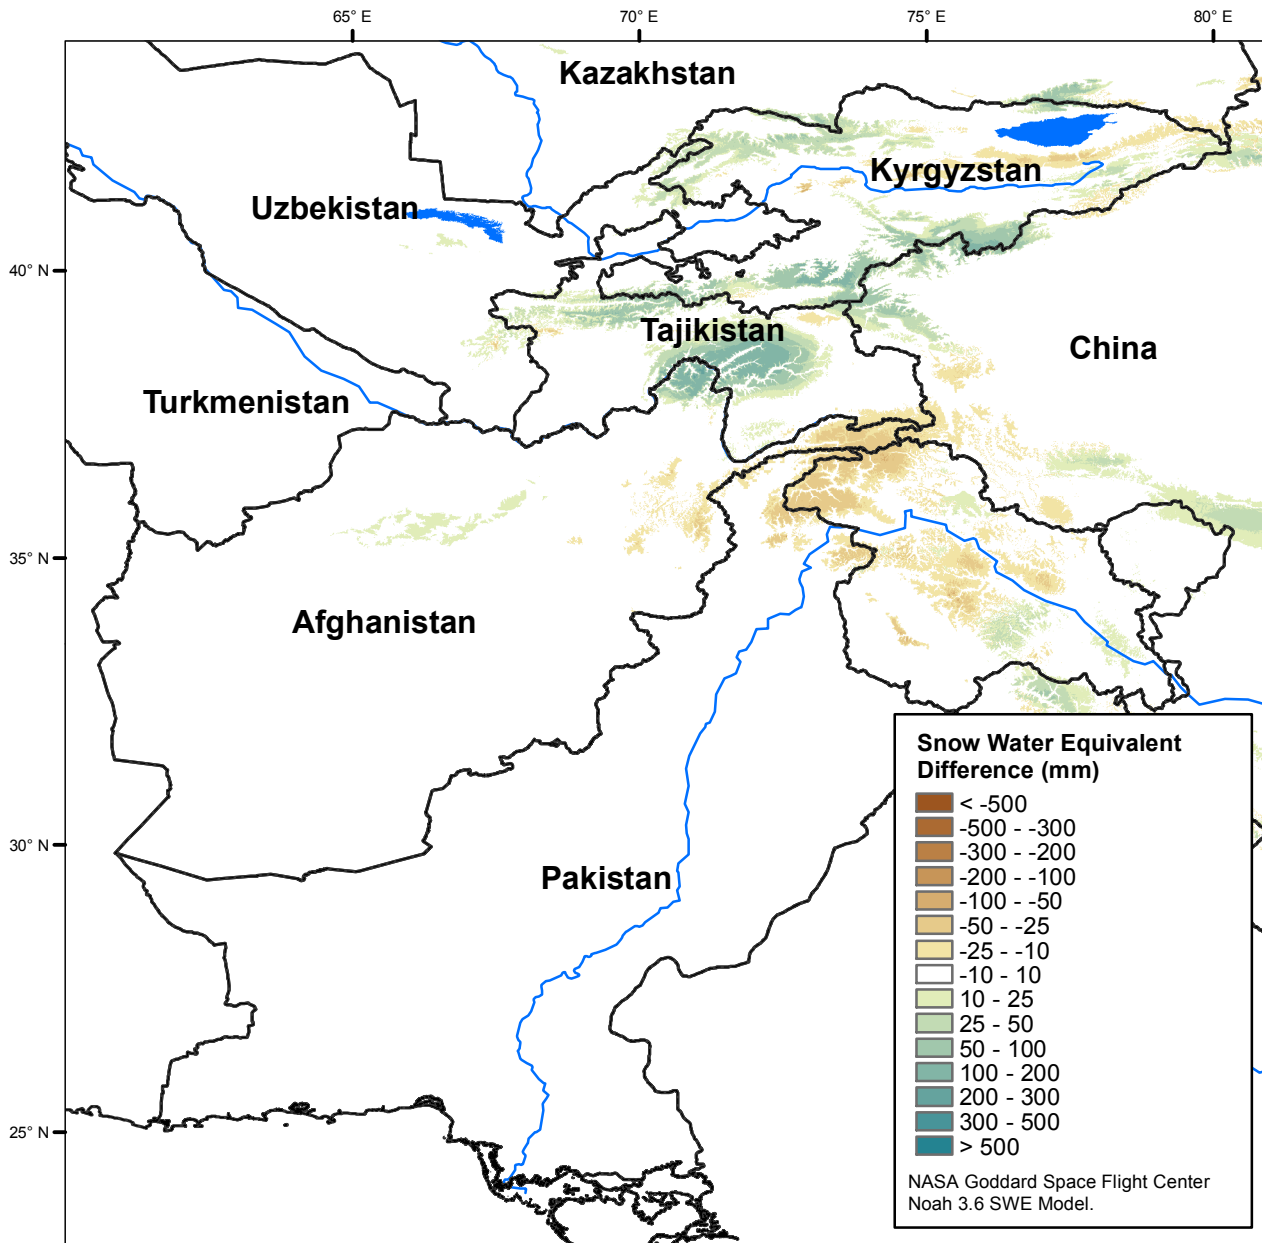 65° E
70° E
75° E
80° E
Kazakhstan
Kyrgyzstan
Uzbekistan
40° N
Tajikistan
China
Turkmenistan
35° N
Afghanistan
30° N
Pakistan
25° N
Snow Water Equivalent
Difference (mm)
< -500
-500 - -300
-300 - -200
-200 - -100
-100 - -50
-50 - -25
-25 - -10
-10 - 10
10 - 25
25 - 50
50 - 100
100 - 200
200 - 300
300 - 500
> 500
NASA Goddard Space Flight Center
Noah 3.6 SWE Model.